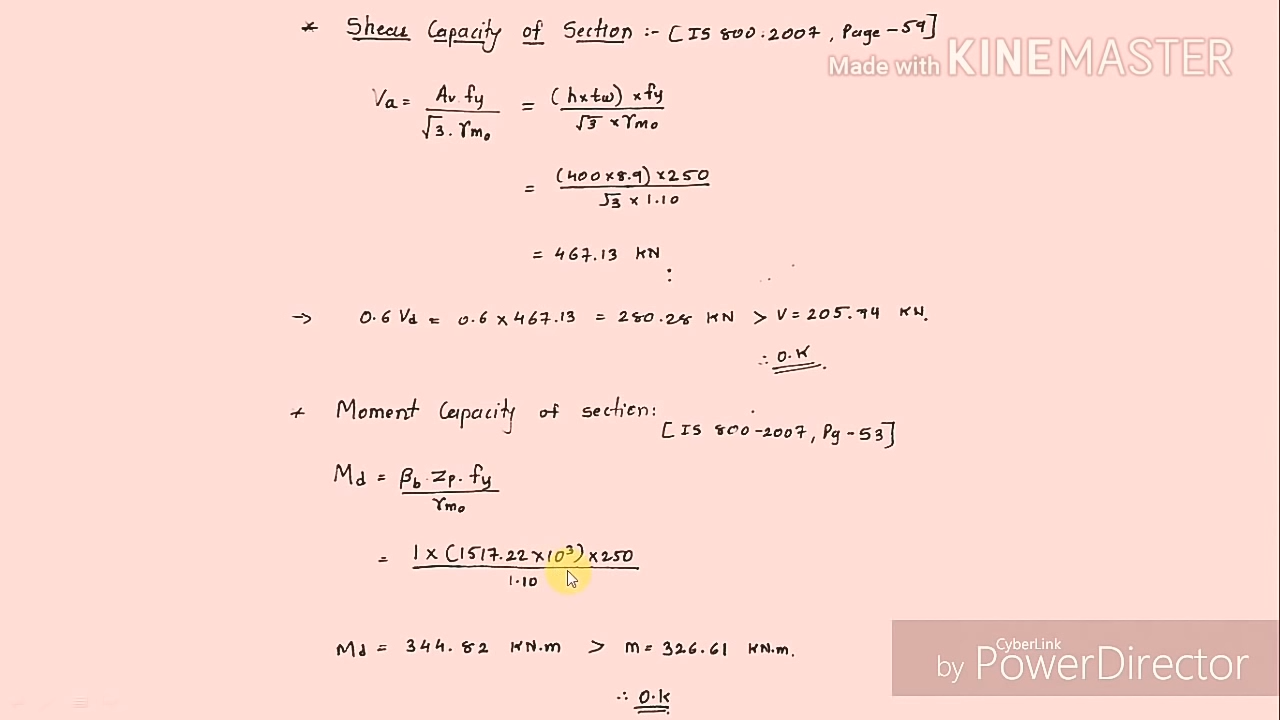 * Shear Capacity of Section :- [IS 800:2007, Page-59]
Made with KINEMASTER
Va = Av fy / √3 . γm₀ = (h×tw) × fy / √3 × γm₀
= (400×8.9) × 250 / √3 × 1.10
= 467.13 KN
→ 0.6 Vd = 0.6 × 467.13 = 280.28 KN > V = 205.74 KN.
∴ O.K.
* Moment Capacity of section:
[IS 800-2007, Pg-53]
Md = βb . Zp. fy / γm₀
= 1 × (1517.22 × 10³) × 250 / 1.10
Md = 344.82 KN.m > m = 326.61 KN.m.
∴ O.K
CyberLink
by PowerDirector